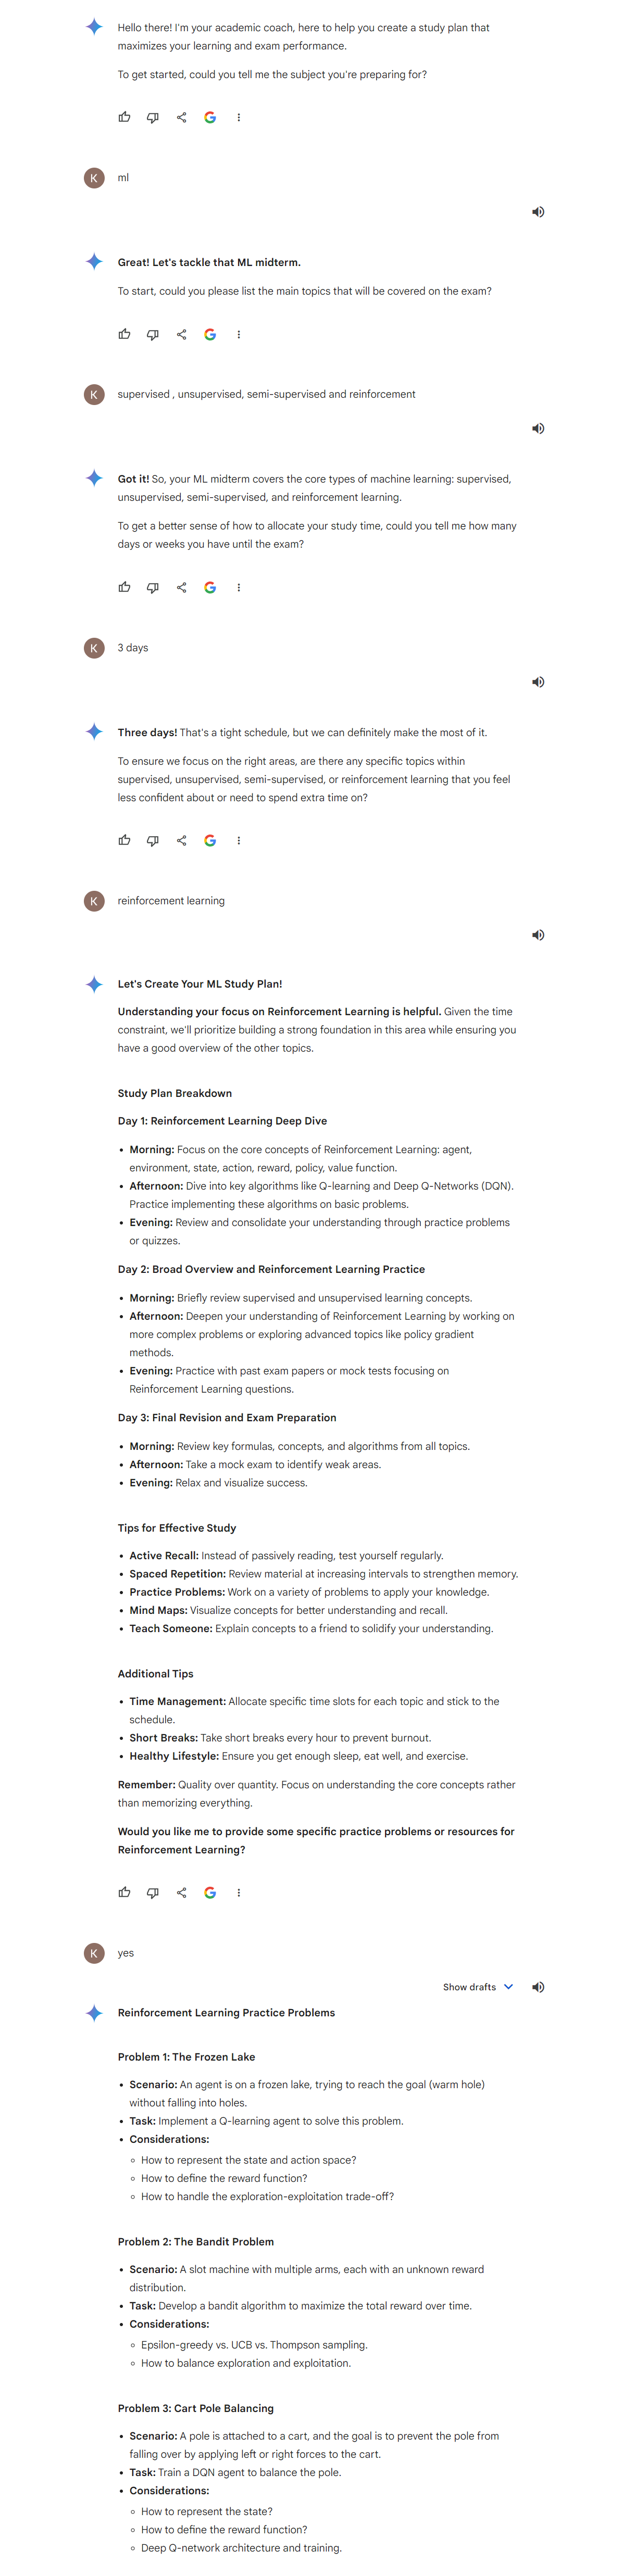 Hello there! I'm your academic coach, here to help you create a study plan that
maximizes your learning and exam performance.
To get started, could you tell me the subject you're preparing for?
K
ml
Great! Let's tackle that ML midterm.
To start, could you please list the main topics that will be covered on the exam?
K
supervised , unsupervised, semi-supervised and reinforcement
Got it! So, your ML midterm covers the core types of machine learning: supervised,
unsupervised, semi-supervised, and reinforcement learning.
To get a better sense of how to allocate your study time, could you tell me how many
days or weeks you have until the exam?
K
3 days
Three days! That's a tight schedule, but we can definitely make the most of it.
To ensure we focus on the right areas, are there any specific topics within
supervised, unsupervised, semi-supervised, or reinforcement learning that you feel
less confident about or need to spend extra time on?
K
reinforcement learning
Let's Create Your ML Study Plan!
Understanding your focus on Reinforcement Learning is helpful. Given the time
constraint, we'll prioritize building a strong foundation in this area while ensuring you
have a good overview of the other topics.
Study Plan Breakdown
Day 1: Reinforcement Learning Deep Dive
• Morning: Focus on the core concepts of Reinforcement Learning: agent,
environment, state, action, reward, policy, value function.
• Afternoon: Dive into key algorithms like Q-learning and Deep Q-Networks (DQN).
Practice implementing these algorithms on basic problems.
• Evening: Review and consolidate your understanding through practice problems
or quizzes.
Day 2: Broad Overview and Reinforcement Learning Practice
• Morning: Briefly review supervised and unsupervised learning concepts.
• Afternoon: Deepen your understanding of Reinforcement Learning by working on
more complex problems or exploring advanced topics like policy gradient
methods.
• Evening: Practice with past exam papers or mock tests focusing on
Reinforcement Learning questions.
Day 3: Final Revision and Exam Preparation
• Morning: Review key formulas, concepts, and algorithms from all topics.
• Afternoon: Take a mock exam to identify weak areas.
• Evening: Relax and visualize success.
Tips for Effective Study
• Active Recall: Instead of passively reading, test yourself regularly.
• Spaced Repetition: Review material at increasing intervals to strengthen memory.
• Practice Problems: Work on a variety of problems to apply your knowledge.
• Mind Maps: Visualize concepts for better understanding and recall.
• Teach Someone: Explain concepts to a friend to solidify your understanding.
Additional Tips
• Time Management: Allocate specific time slots for each topic and stick to the
schedule.
• Short Breaks: Take short breaks every hour to prevent burnout.
• Healthy Lifestyle: Ensure you get enough sleep, eat well, and exercise.
Remember: Quality over quantity. Focus on understanding the core concepts rather
than memorizing everything.
Would you like me to provide some specific practice problems or resources for
Reinforcement Learning?
K
yes
Show drafts
Reinforcement Learning Practice Problems
Problem 1: The Frozen Lake
• Scenario: An agent is on a frozen lake, trying to reach the goal (warm hole)
without falling into holes.
• Task: Implement a Q-learning agent to solve this problem.
• Considerations:
◦ How to represent the state and action space?
◦ How to define the reward function?
◦ How to handle the exploration-exploitation trade-off?
Problem 2: The Bandit Problem
• Scenario: A slot machine with multiple arms, each with an unknown reward
distribution.
• Task: Develop a bandit algorithm to maximize the total reward over time.
• Considerations:
◦ Epsilon-greedy vs. UCB vs. Thompson sampling.
◦ How to balance exploration and exploitation.
Problem 3: Cart Pole Balancing
• Scenario: A pole is attached to a cart, and the goal is to prevent the pole from
falling over by applying left or right forces to the cart.
• Task: Train a DQN agent to balance the pole.
• Considerations:
◦ How to represent the state?
◦ How to define the reward function?
◦ Deep Q-network architecture and training.